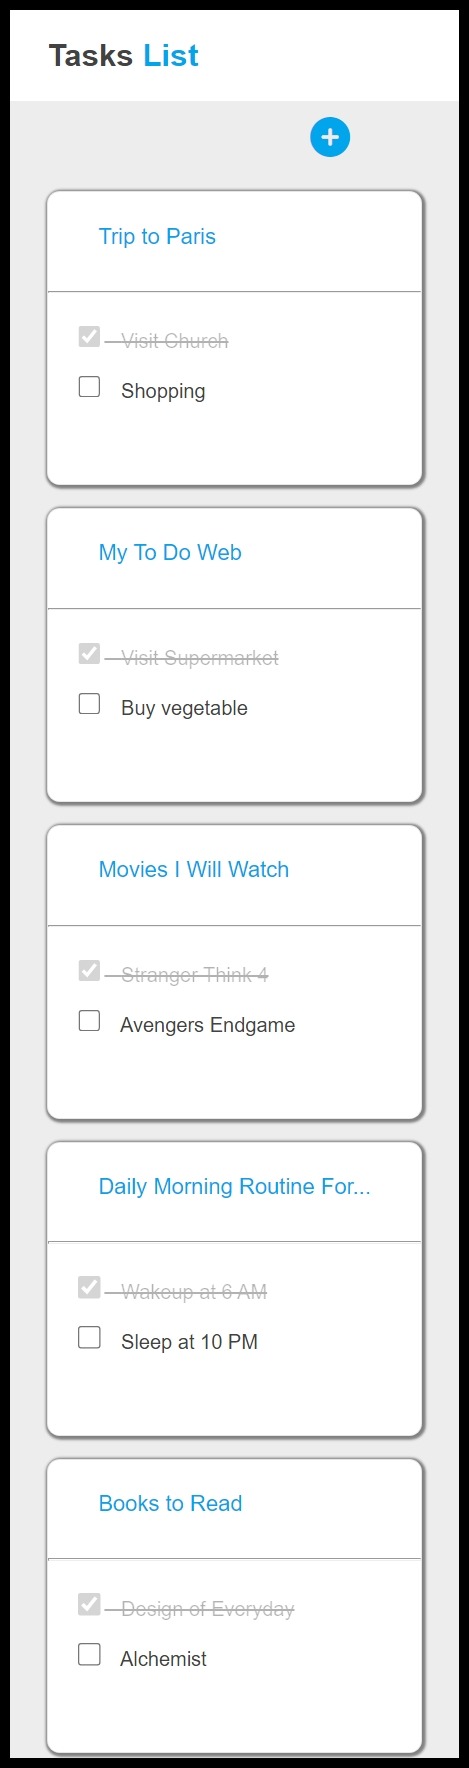 Tasks List
Trip to Paris
Visit Church
Shopping
My To Do Web
Visit Supermarket
Buy vegetable
Movies I Will Watch
Stranger Think 4
Avengers Endgame
Daily Morning Routine For...
Wakeup at 6 AM
Sleep at 10 PM
Books to Read
Design of Everyday
Alchemist